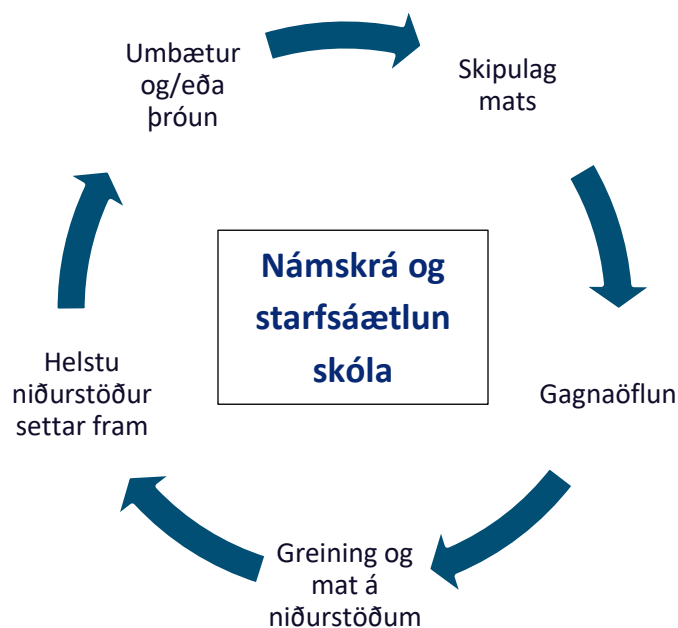 Umbætur
og/eða
þróun
Skipulag
mats
Námskrá og
starfsáætlun
skóla
Helstu
niðurstöður
settar fram
Gagnaöflun
Greining og
mat á
niðurstöðum